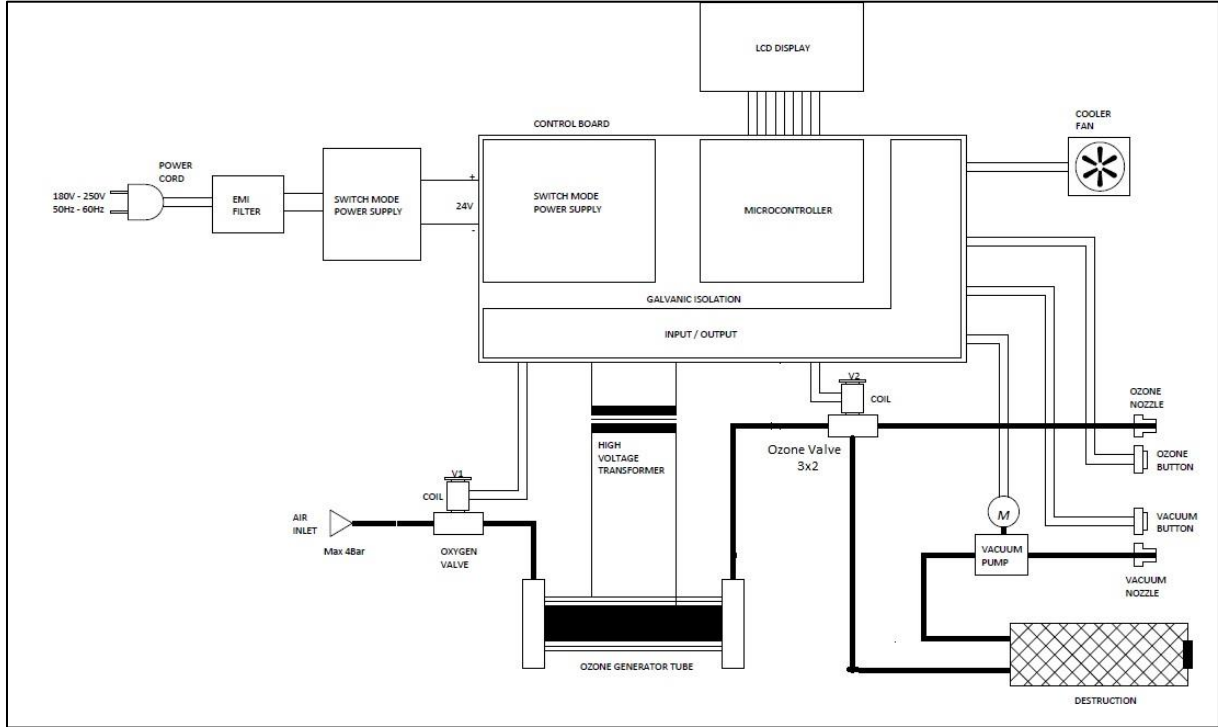 LCD DISPLAY
CONTROL BOARD
COOLER
FAN
POWER
CORD
180V - 250V
50Hz - 60Hz
EMI
FILTER
SWITCH MODE
POWER SUPPLY
+
24V
-
SWITCH MODE
POWER SUPPLY
MICROCONTROLLER
GALVANIC ISOLATION
INPUT / OUTPUT
V2
COIL
OZONE
NOZZLE
HIGH
VOLTAGE
TRANSFORMER
Ozone Valve
3x2
OZONE
BUTTON
V1
COIL
AIR
INLET
Max 4Bar
OXYGEN
VALVE
M
VACUUM
BUTTON
VACUUM
PUMP
VACUUM
NOZZLE
OZONE GENERATOR TUBE
DESTRUCTION